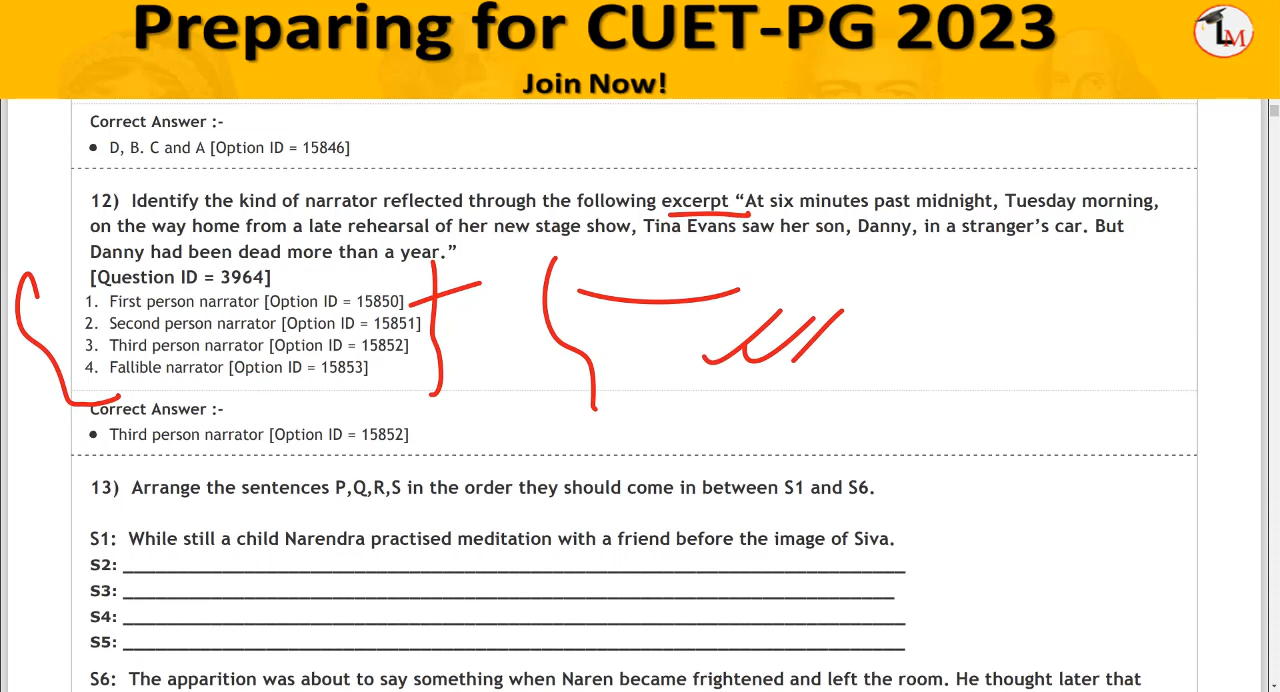 Preparing for CUET-PG 2023
Join Now!
LM
Correct Answer :-
● D, B. C and A [Option ID = 15846]
12) Identify the kind of narrator reflected through the following excerpt “At six minutes past midnight, Tuesday morning,
on the way home from a late rehearsal of her new stage show, Tina Evans saw her son, Danny, in a stranger’s car. But
Danny had been dead more than a year.”
[Question ID = 3964]
1. First person narrator [Option ID = 15850]
2. Second person narrator [Option ID = 15851]
3. Third person narrator [Option ID = 15852]
4. Fallible narrator [Option ID = 15853]
Correct Answer :-
● Third person narrator [Option ID = 15852]
13) Arrange the sentences P,Q,R,S in the order they should come in between S1 and S6.
S1: While still a child Narendra practised meditation with a friend before the image of Siva.
S2:
S3:
S4:
S5:
S6: The apparition was about to say something when Naren became frightened and left the room. He thought later that